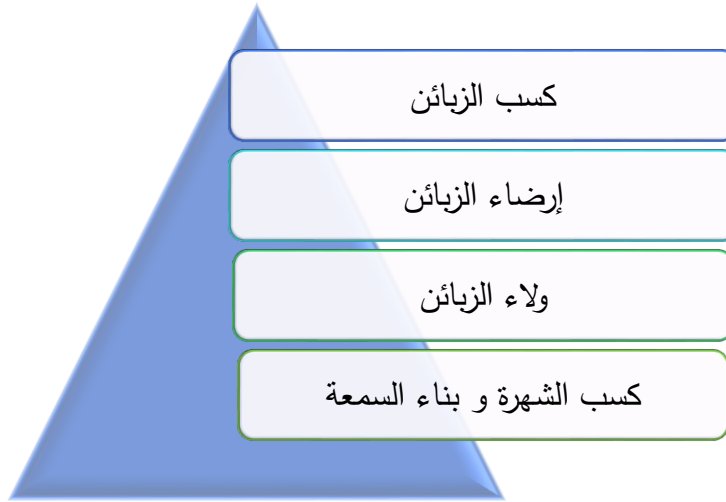 كسب الزبائن
إرضاء الزبائن
ولاء الزبائن
كسب الشهرة و بناء السمعة